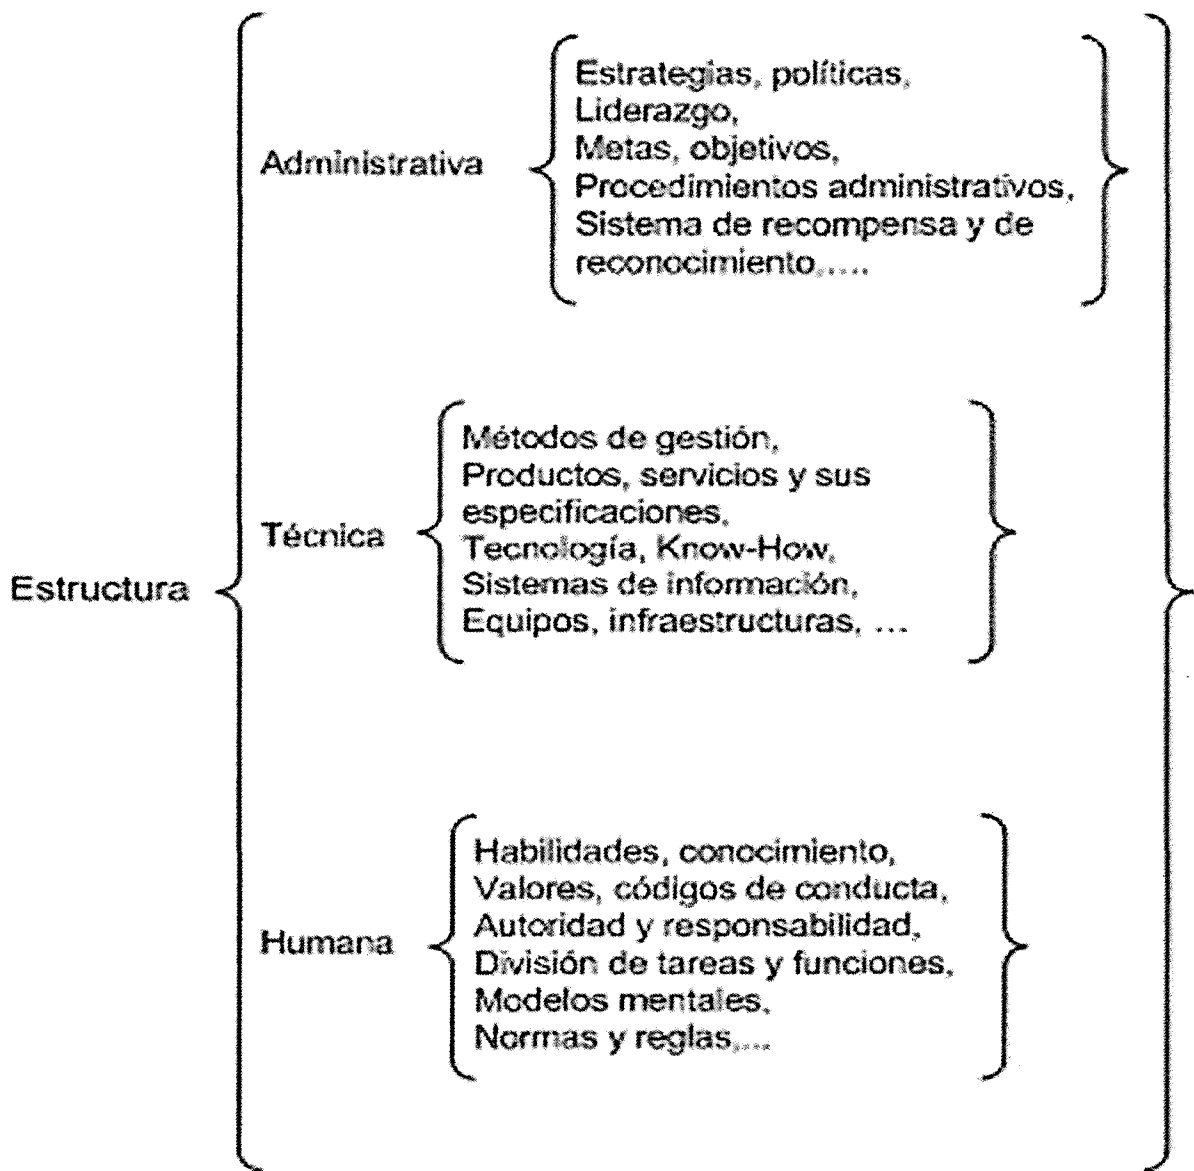 Estrategias, políticas,
Liderazgo,
Metas, objetivos,
Administrativa
Procedimientos administrativos,
Sistema de recompensa y de
reconocimiento,....
Métodos de gestión,
Productos, servicios y sus
especificaciones,
Técnica
Tecnología, Know-How,
Sistemas de información,
Estructura
Equipos, infraestructuras, ...
Habilidades, conocimiento,
Valores, códigos de conducta,
Autoridad y responsabilidad,
Humana
División de tareas y funciones,
Modelos mentales,
Normas y reglas,...